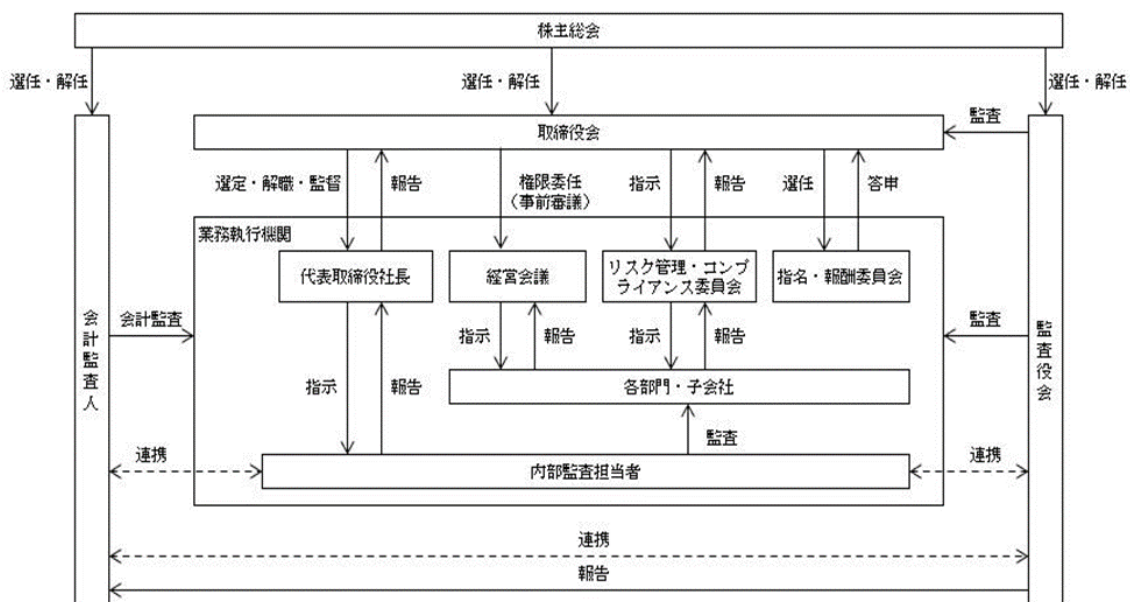 株主総会
選任・解任
選任・解任
選任・解任
取締役会
監査
選定・解職・監督
報告
権限委任
（事前審議）
指示
報告
選任
答申
業務執行機関
代表取締役社長
経営会議
リスク管理・コンプ
ライアンス委員会
指名・報酬委員会
会計監査人
会計監査
指示
報告
指示
報告
監査
監査役会
指示
報告
各部門・子会社
監査
連携
内部監査担当者
連携
連携
報告